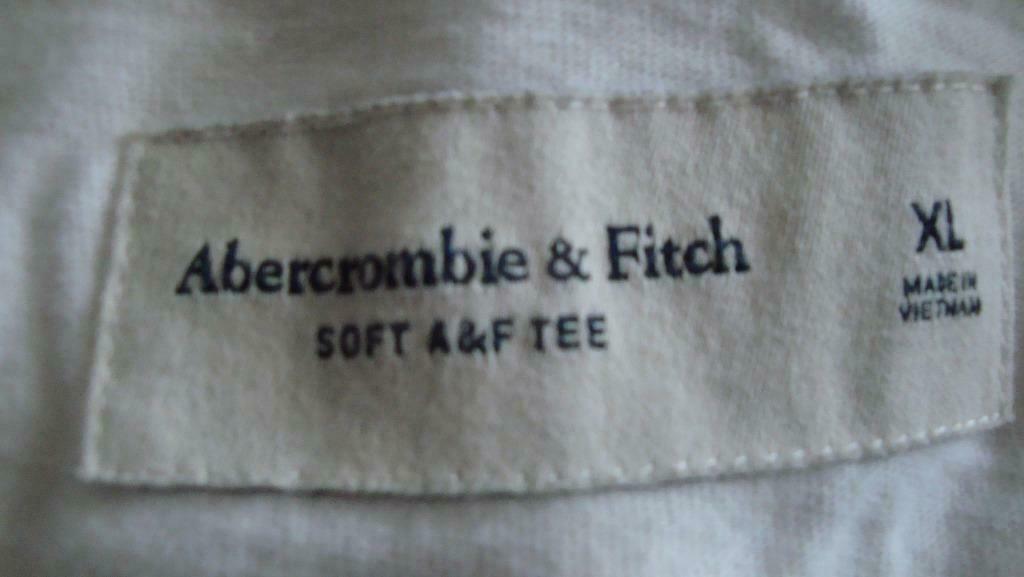 Abercrombie & Fitch
SOFT A&F TEE
XL
MADE IN
VIETNAM